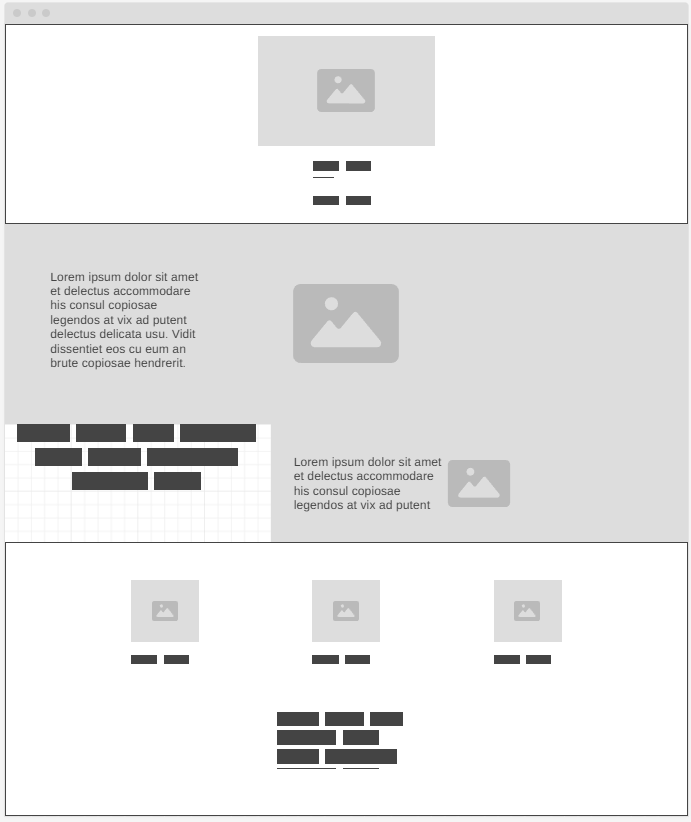 Lorem ipsum dolor sit amet
et delectus accommodare
his consul copiosae
legendos at vix ad putent
delectus delicata usu. Vidit
dissentiet eos cu eum an
brute copiosae hendrerit.
Lorem ipsum dolor sit amet
et delectus accommodare
his consul copiosae
legendos at vix ad putent